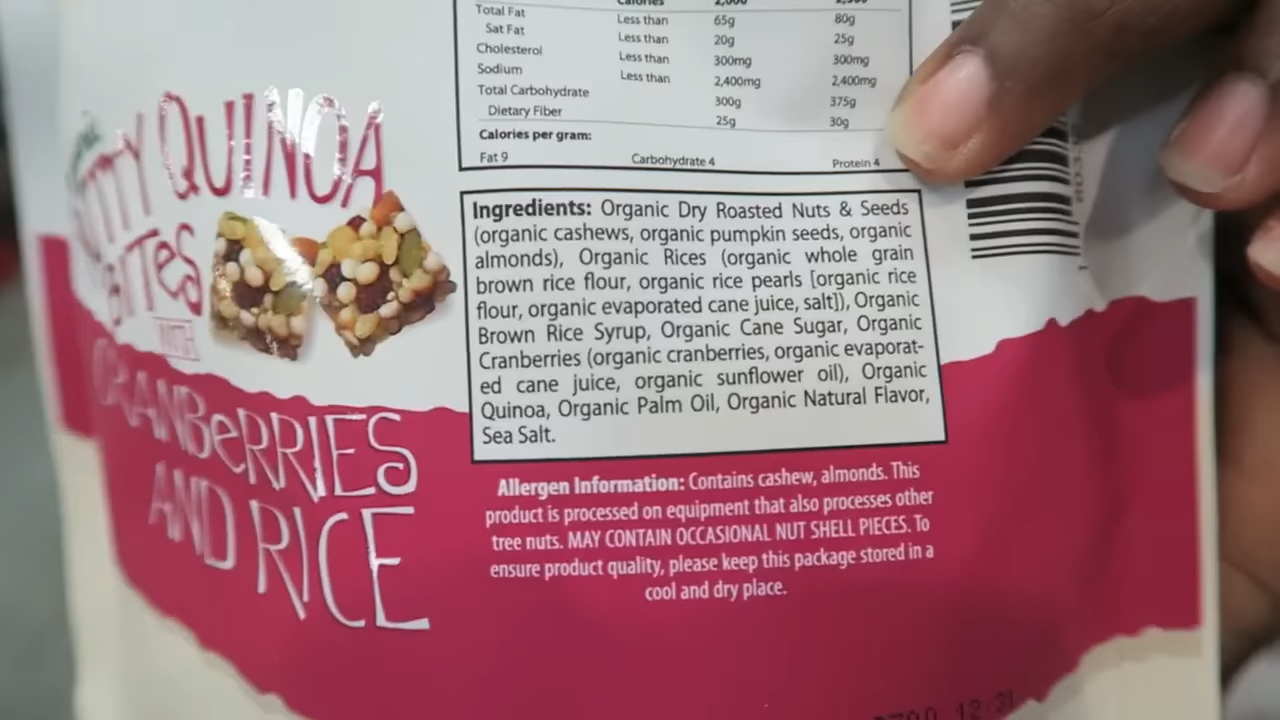 Calories
Total Fat Less than 65g 80g
Sat Fat Less than 20g 25g
Cholesterol Less than 300mg 300mg
Sodium Less than 2,400mg 2,400mg
Total Carbohydrate 300g 375g
Dietary Fiber 25g 30g
Calories per gram:
Fat 9 Carbohydrate 4 Protein 4
QUINOA
WITH
CRANBeRRIES
AND RICE
Ingredients: Organic Dry Roasted Nuts & Seeds
(organic cashews, organic pumpkin seeds, organic
almonds), Organic Rices (organic whole grain
brown rice flour, organic rice pearls [organic rice
flour, organic evaporated cane juice, salt]), Organic
Brown Rice Syrup, Organic Cane Sugar, Organic
Cranberries (organic cranberries, organic evaporat-
ed cane juice, organic sunflower oil), Organic
Quinoa, Organic Palm Oil, Organic Natural Flavor,
Sea Salt.
Allergen Information: Contains cashew, almonds. This
product is processed on equipment that also processes other
tree nuts. MAY CONTAIN OCCASIONAL NUT SHELL PIECES. To
ensure product quality, please keep this package stored in a
cool and dry place.